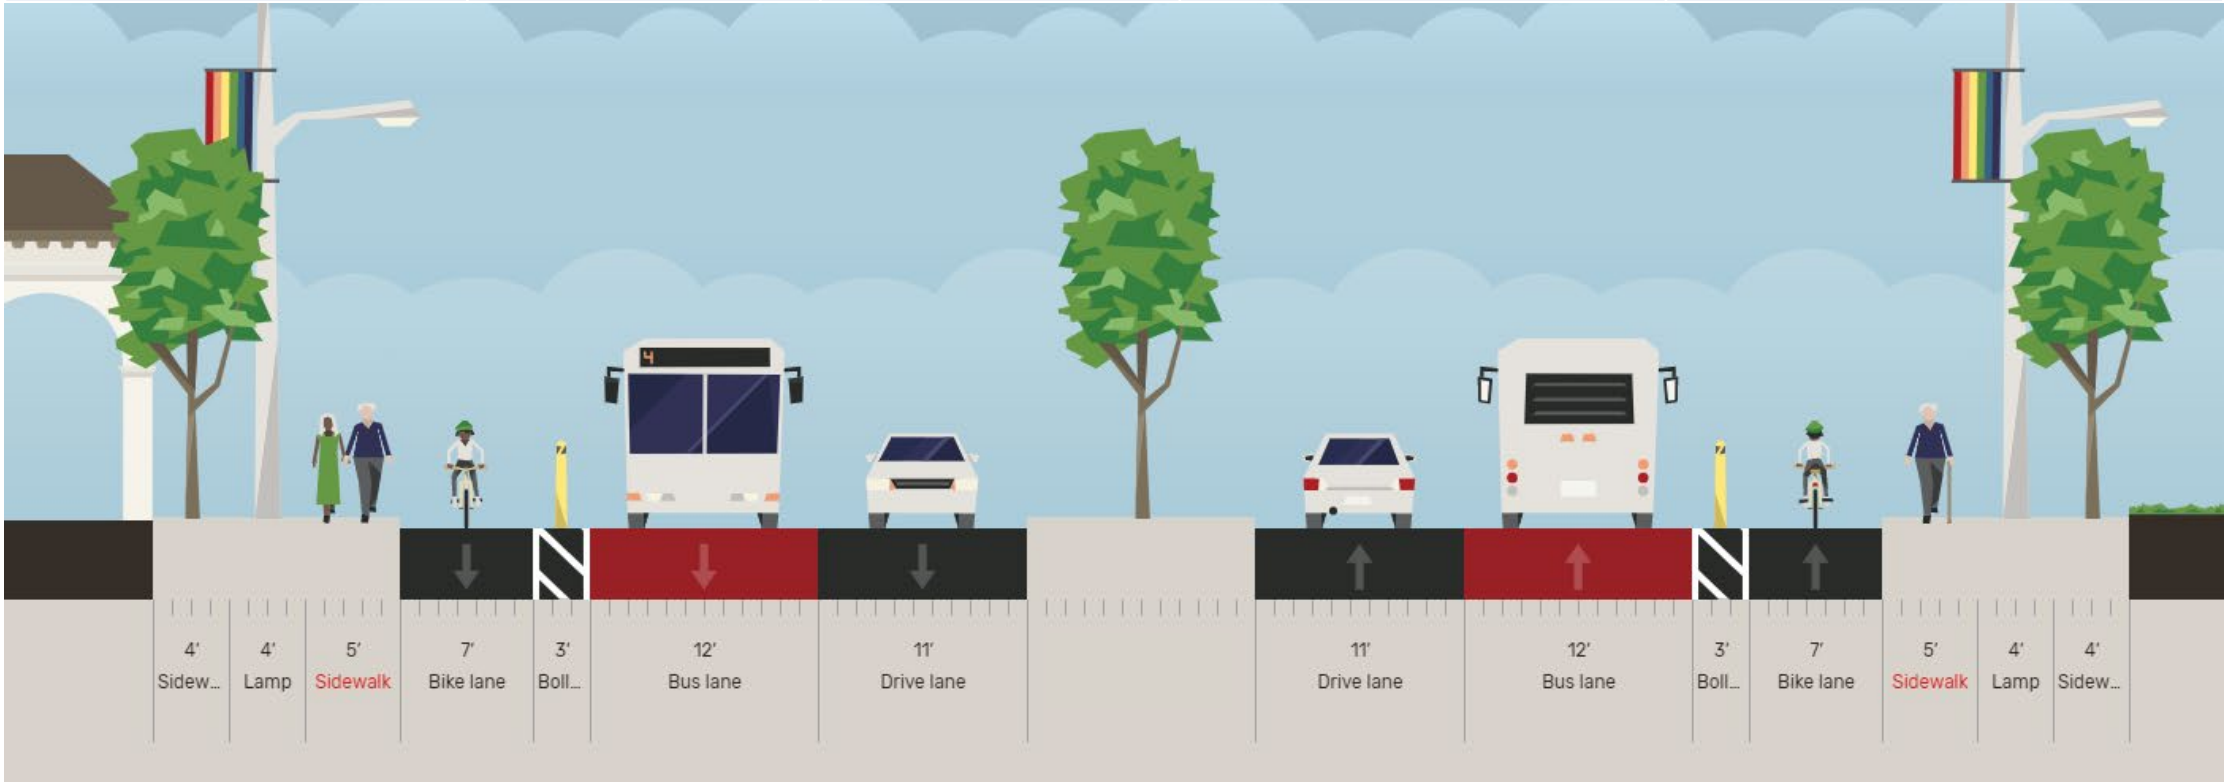 4
4'
4'
5'
7'
3'
12'
11'
11'
12'
3'
7'
5'
4'
4'
Sidew...
Lamp
Sidewalk
Bike lane
Boll...
Bus lane
Drive lane
Drive lane
Bus lane
Boll...
Bike lane
Sidewalk
Lamp
Sidew...